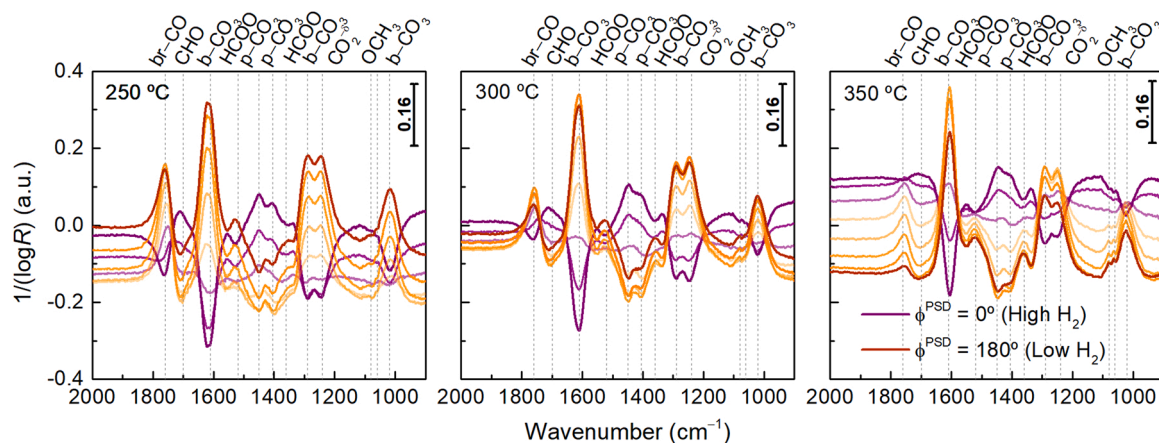 br–CO CHO b–CO3 HCOO p–CO3 p–CO3 HCOO b–CO3 CO2–δ3 OCH3 b–CO3
br–CO CHO b–CO3 HCOO p–CO3 p–CO3 HCOO b–CO3 CO2–δ OCH3 b–CO3
br–CO CHO b–CO3 HCOO p–CO3 p–CO3 HCOO b–CO3 CO2–δ OCH3 b–CO3
0.4
0.2
0.0
-0.2
-0.4
1/(logR) (a.u.)
250 ºC
0.16
300 ºC
0.16
350 ºC
0.16
ϕPSD = 0º (High H2)
ϕPSD = 180º (Low H2)
2000 1800 1600 1400 1200 1000
2000 1800 1600 1400 1200 1000
2000 1800 1600 1400 1200 1000
Wavenumber (cm–1)